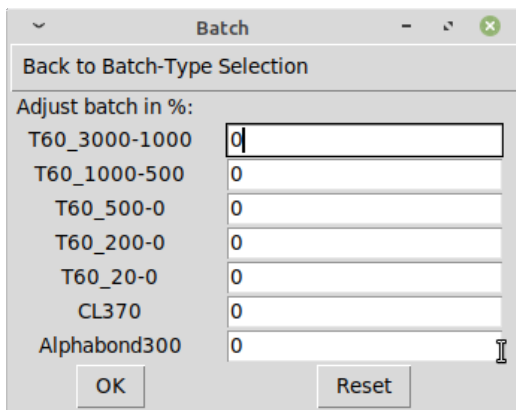 Batch
Back to Batch-Type Selection
Adjust batch in %:
T60_3000-1000 0
T60_1000-500 0
T60_500-0 0
T60_200-0 0
T60_20-0 0
CL370 0
Alphabond300 0
OK Reset